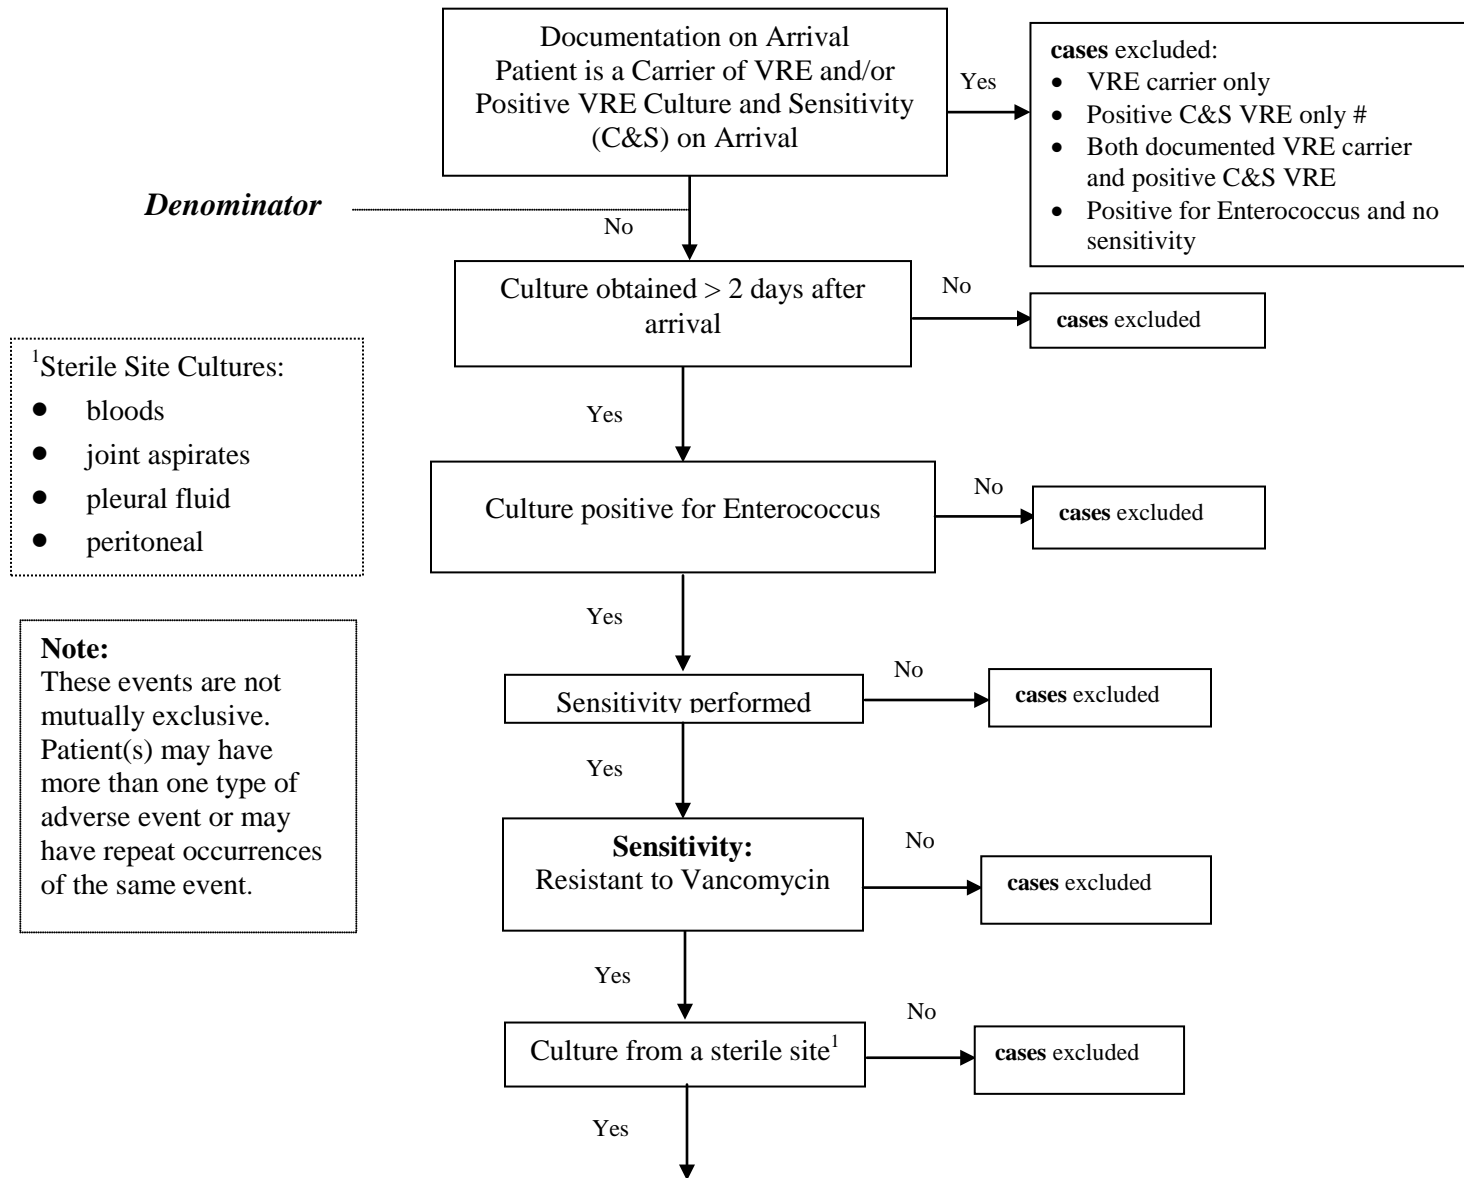 Documentation on Arrival
Patient is a Carrier of VRE and/or
Positive VRE Culture and Sensitivity
(C&S) on Arrival
Yes
cases excluded:
• VRE carrier only
• Positive C&S VRE only #
• Both documented VRE carrier
and positive C&S VRE
• Positive for Enterococcus and no
sensitivity
Denominator
No
Culture obtained > 2 days after
arrival
No
cases excluded
¹Sterile Site Cultures:
• bloods
• joint aspirates
• pleural fluid
• peritoneal
Yes
Culture positive for Enterococcus
No
cases excluded
Yes
Note:
These events are not
mutually exclusive.
Patient(s) may have
more than one type of
adverse event or may
have repeat occurrences
of the same event.
Sensitivity performed
No
cases excluded
Yes
Sensitivity:
Resistant to Vancomycin
No
cases excluded
Yes
Culture from a sterile site¹
No
cases excluded
Yes